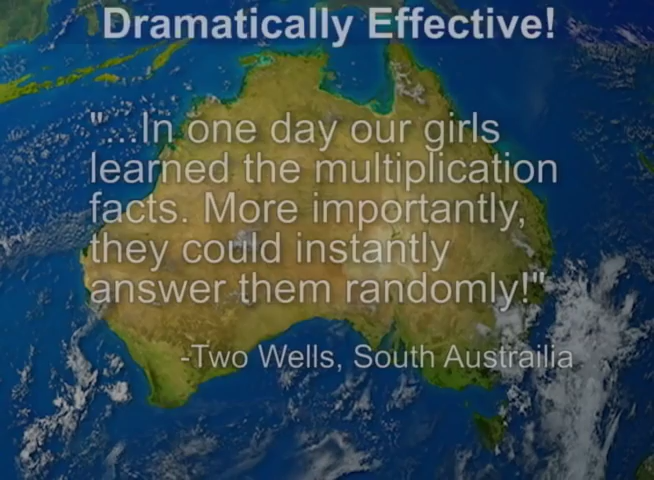 Dramatically Effective!
"...In one day our girls
learned the multiplication
facts. More importantly,
they could instantly
answer them randomly!"
-Two Wells, South Austrailia